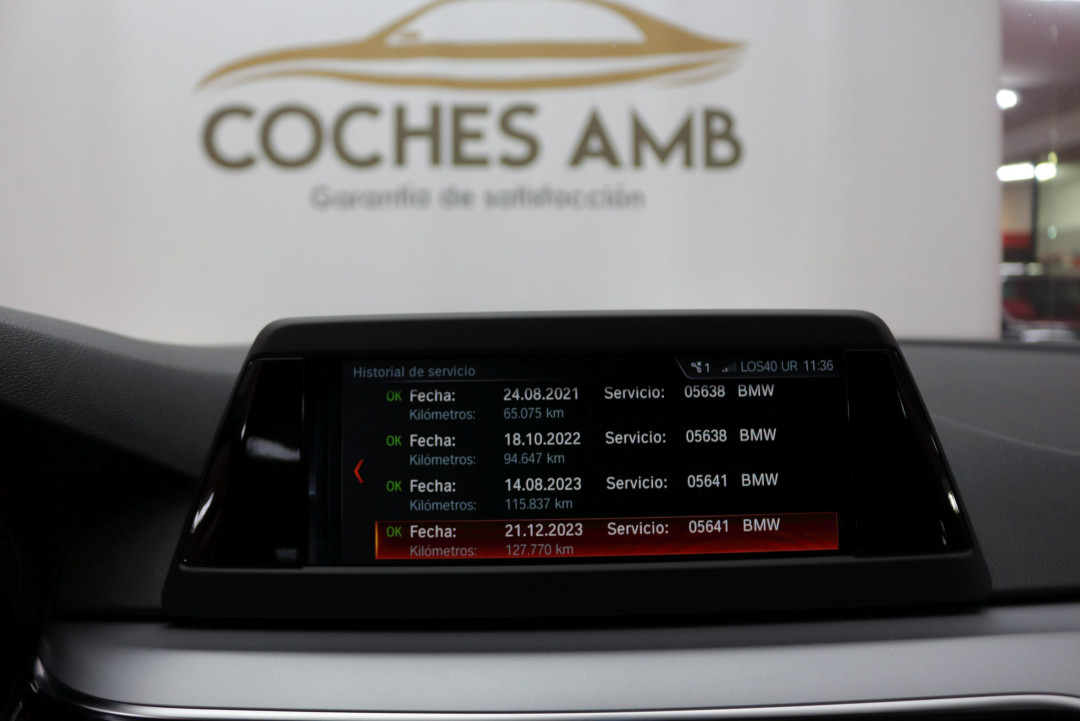 COCHES AMB
Garantía de satisfacción
Historial de servicio 1 LOS40 UR 11:36
OK Fecha: 24.08.2021 Servicio: 05638 BMW
Kilómetros: 65.075 km
OK Fecha: 18.10.2022 Servicio: 05638 BMW
Kilómetros: 94.647 km
OK Fecha: 14.08.2023 Servicio: 05641 BMW
Kilómetros: 115.837 km
OK Fecha: 21.12.2023 Servicio: 05641 BMW
Kilómetros: 127.770 km